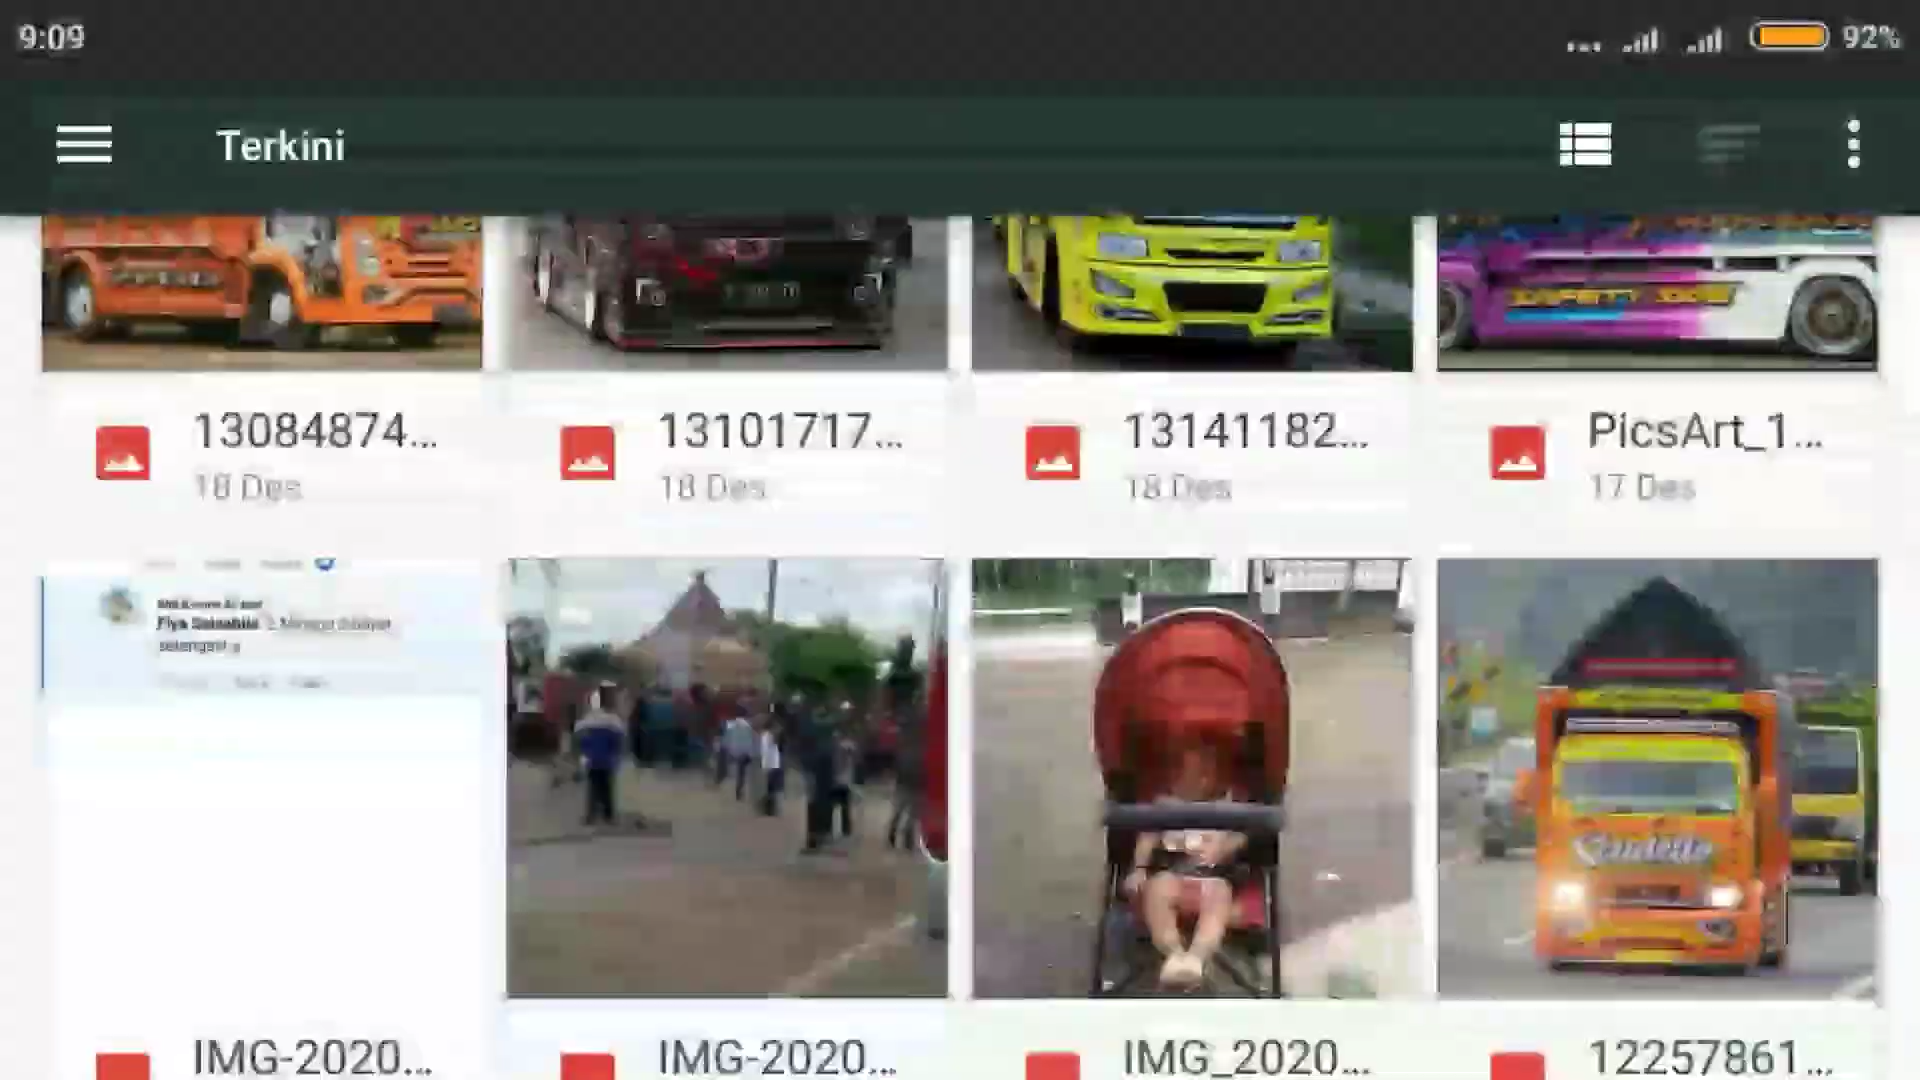 9:09
92%
Terkini
13084874...
18 Des
13101717...
18 Des
13141182...
18 Des
PicsArt_1...
17 Des
IMG-2020...
IMG-2020...
IMG_2020...
12257861...